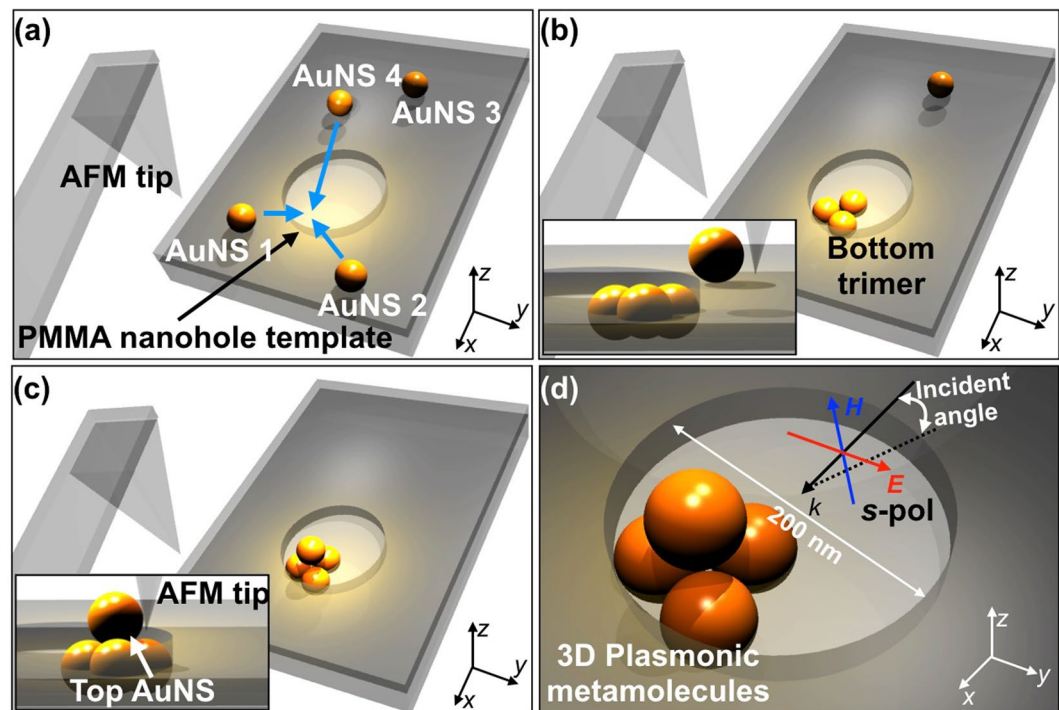 (a)
AuNS 4
AuNS 3
AFM tip
AuNS 1
AuNS 2
PMMA nanohole template
z
y
x
(b)
Bottom
trimer
z
y
x
(c)
AFM tip
Top AuNS
z
y
x
(d)
Incident
angle
H
E
k
s-pol
200 nm
3D Plasmonic
metamolecules
z
y
x